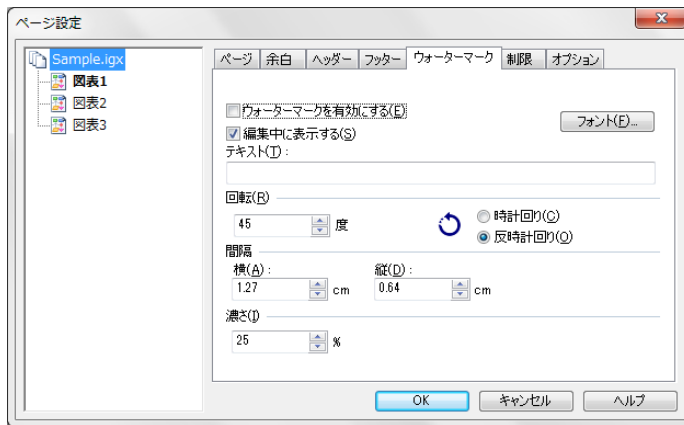 ページ設定
Sample.igx
図表1
図表2
図表3
ページ 余白 ヘッダー フッター ウォーターマーク 制限 オプション
ウォーターマークを有効にする(E)
フォント(F)...
編集中に表示する(S)
テキスト(T):
回転(R)
45 度
時計回り(C)
反時計回り(O)
間隔
横(A): 縦(D):
1.27 cm 0.64 cm
濃さ(I)
25 %
OK キャンセル ヘルプ